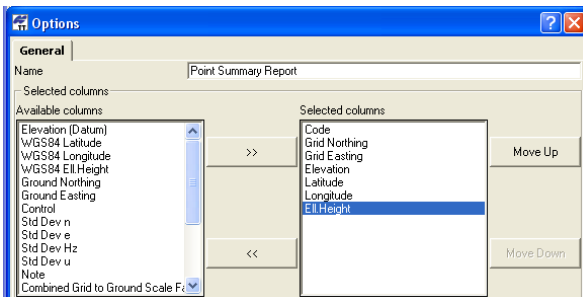 Options
General
Name Point Summary Report
Selected columns
Available columns
Elevation (Datum)
WGS84 Latitude
WGS84 Longitude
WGS84 Ell.Height
Ground Northing
Ground Easting
Control
Std Dev n
Std Dev e
Std Dev Hz
Std Dev u
Note
Combined Grid to Ground Scale Fa
>>
<<
Selected columns
Code
Grid Northing
Grid Easting
Elevation
Latitude
Longitude
Ell.Height
Move Up
Move Down